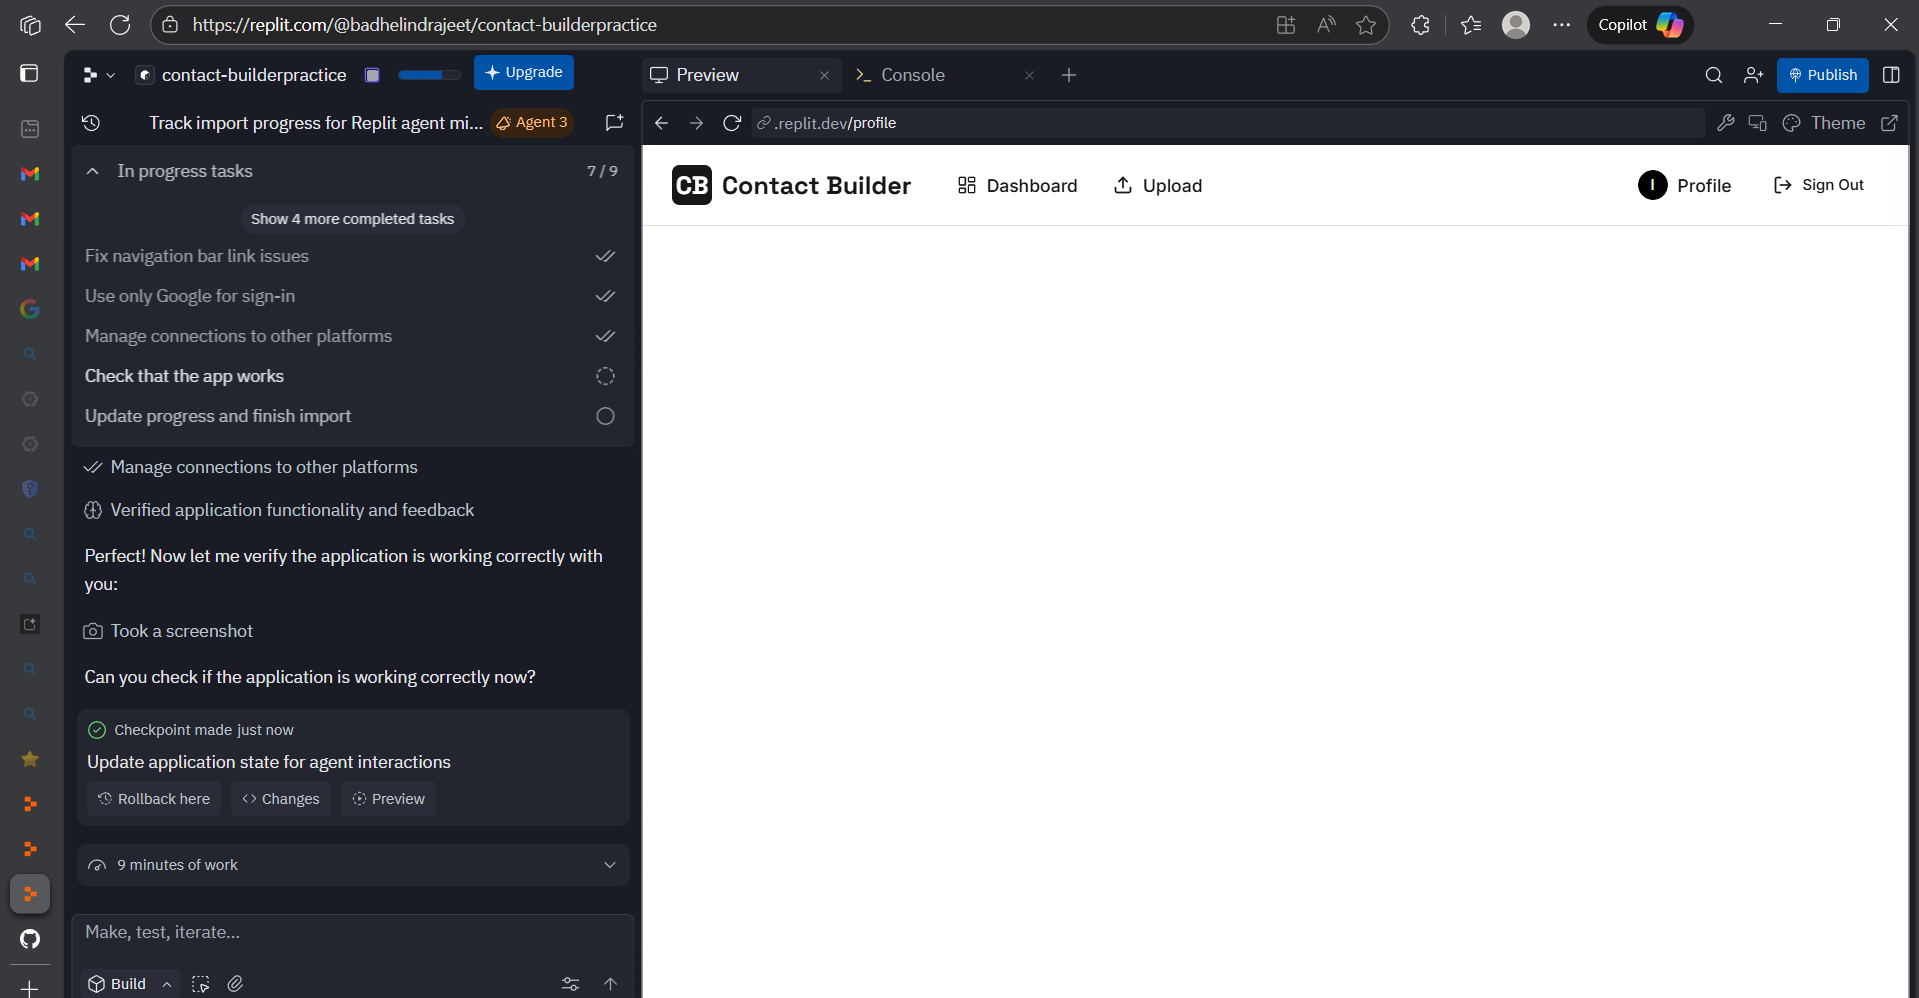 https://replit.com/@badhelindrajeet/contact-builderpractice
Copilot
contact-builderpractice
Upgrade
Preview
Console
Publish
Track import progress for Replit agent mi...
Agent 3
.replit.dev/profile
Theme
In progress tasks
7 / 9
Show 4 more completed tasks
Fix navigation bar link issues
Use only Google for sign-in
Manage connections to other platforms
Check that the app works
Update progress and finish import
Manage connections to other platforms
Verified application functionality and feedback
Perfect! Now let me verify the application is working correctly with
you:
Took a screenshot
Can you check if the application is working correctly now?
Checkpoint made just now
Update application state for agent interactions
Rollback here
Changes
Preview
9 minutes of work
Make, test, iterate...
Build
CB
Contact Builder
Dashboard
Upload
I
Profile
Sign Out